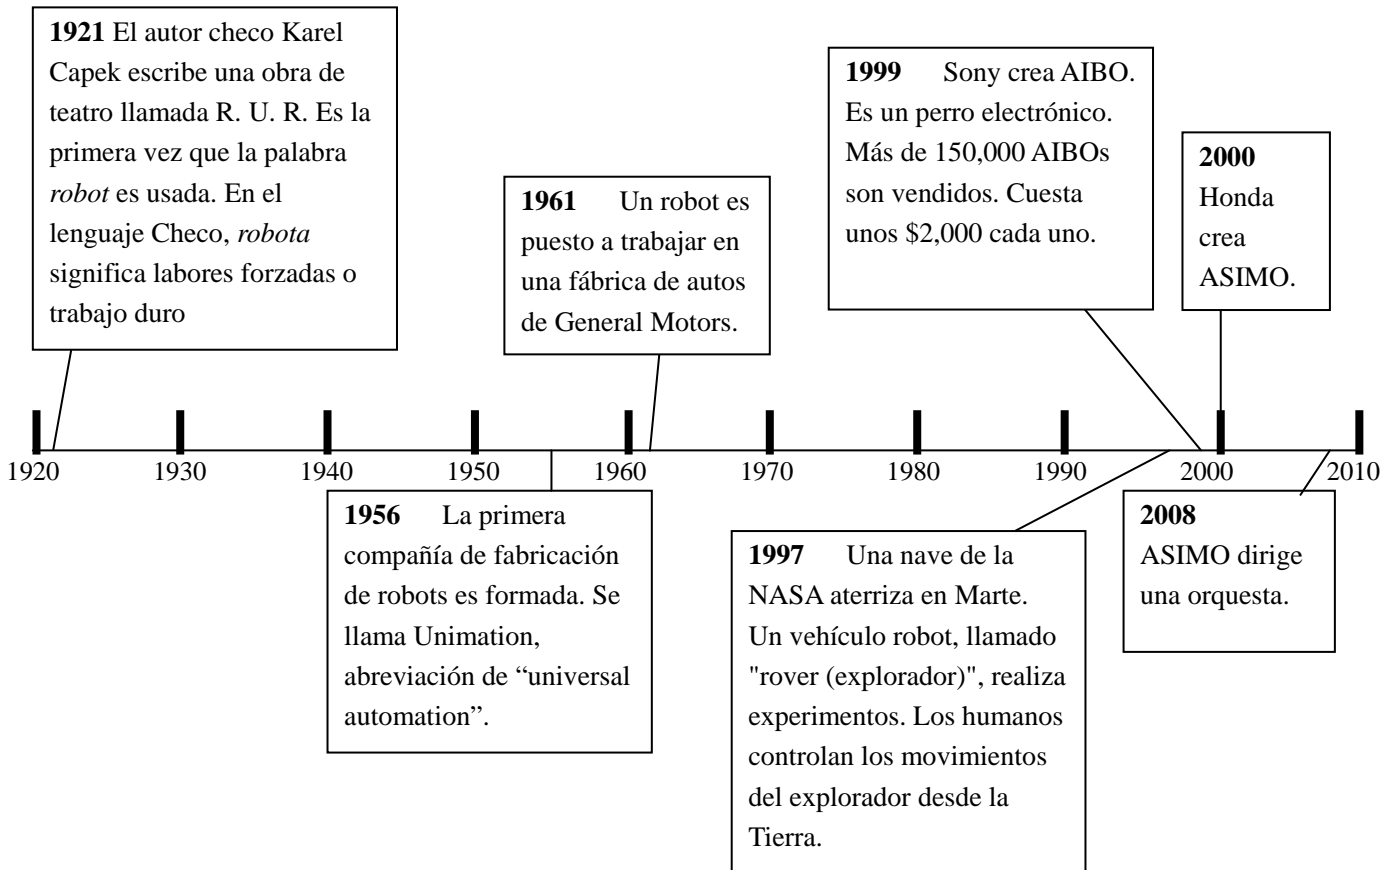 1921 El autor checo Karel
Capek escribe una obra de
teatro llamada R. U. R. Es la
primera vez que la palabra
robot es usada. En el
lenguaje Checo, robota
significa labores forzadas o
trabajo duro
1961 Un robot es
puesto a trabajar en
una fábrica de autos
de General Motors.
1999 Sony crea AIBO.
Es un perro electrónico.
Más de 150,000 AIBOs
son vendidos. Cuesta
unos $2,000 cada uno.
2000
Honda
crea
ASIMO.
1920 1930 1940 1950 1960 1970 1980 1990 2000 2010
1956 La primera
compañía de fabricación
de robots es formada. Se
llama Unimation,
abreviación de “universal
automation”.
1997 Una nave de la
NASA aterriza en Marte.
Un vehículo robot, llamado
"rover (explorador)", realiza
experimentos. Los humanos
controlan los movimientos
del explorador desde la
Tierra.
2008
ASIMO dirige
una orquesta.